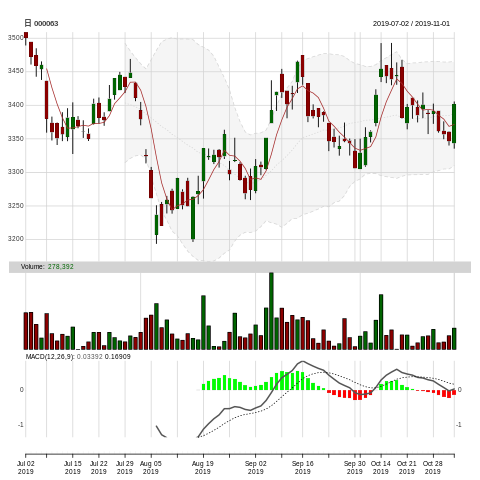 日 000063 2019-07-02 / 2019-11-01
3500
3450
3400
3350
3300
3250
3200
Volume: 278,392
MACD(12,26,9): 0.03392 0.16909
0 0
-1 -1
Jul 02 Jul 15 Jul 22 Jul 29 Aug 05 Aug 19 Sep 02 Sep 16 Sep 30 Oct 14 Oct 21 Oct 28
2019 2019 2019 2019 2019 2019 2019 2019 2019 2019 2019 2019